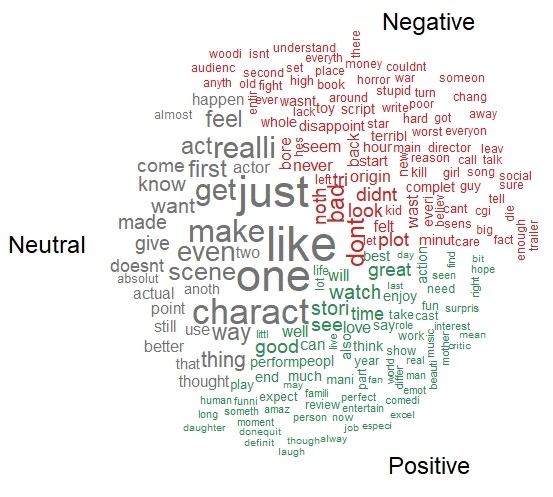 Negative
woodi isnt understand there
audienc second set everyth money couldnt
anyth old fight high place horror war someon
entir ever wasnt book around stupid turn chang
happen lack toy script write poor
almost feel whole disappoint star hard got away
act realli bore hes seem back terribl worst everyon
come first actor never hour main director leav
know left tri origin start new reason call talk
want get just noth bad didnt kill girl song social
made make like dont look kid wast complet guy sure
give even two felt everi believ cant cgi tell die
Neutral
let plot minut care sens big fact enough trailer
doesnt scene one life will best day action find bit
absolut anoth lot great seen hope
actual charact stori watch last enjoy need right
point time take cast fun surpris
still use way littl well see love say role interest
better good can live also think work music mean critic
that thing perform peopl year show real mother
thought play end much mani part fan world differ man beauti
may famili perfect emot
human funni expect review entertain comedi
long someth amaz person now excel
daughter moment donequit job especi
definit though alway
laugh
Positive